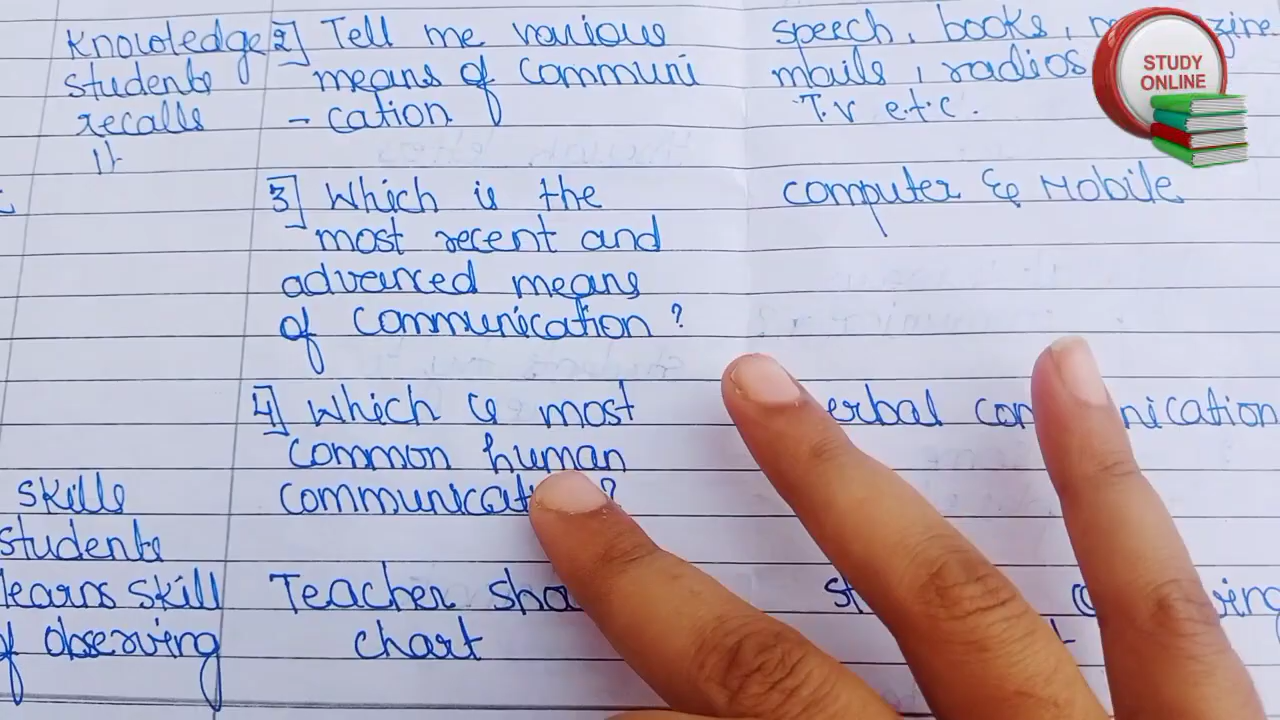 Knowledge
students
recalls
it
skills
students
learns skill
of observing
2] Tell me various
means of communi
- cation
3] Which is the
most recent and
advanced means
of communication ?
4] Which is most
common human
?
Teacher
chart
speech, books,
mails, radios
T.V e.t.c.
computer & Mobile
STUDY
ONLINE